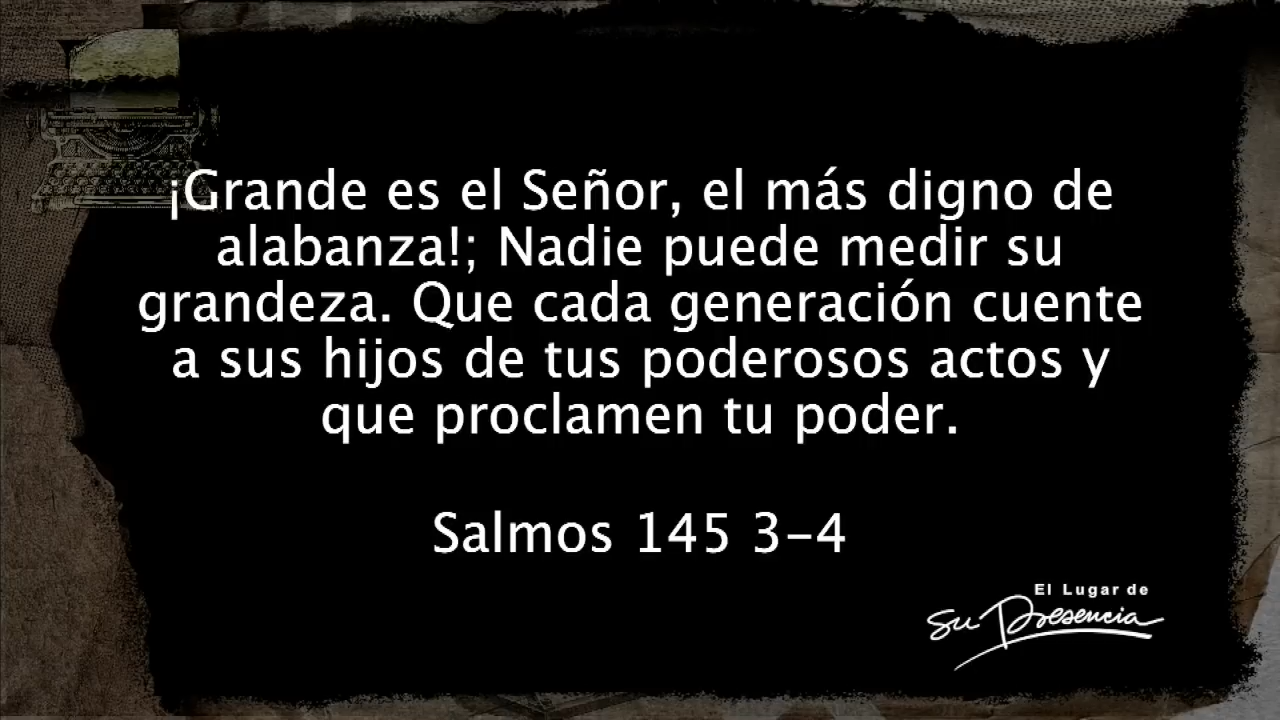 ¡Grande es el Señor, el más digno de
alabanza!; Nadie puede medir su
grandeza. Que cada generación cuente
a sus hijos de tus poderosos actos y
que proclamen tu poder.
Salmos 145 3-4
El Lugar de
Su Presencia